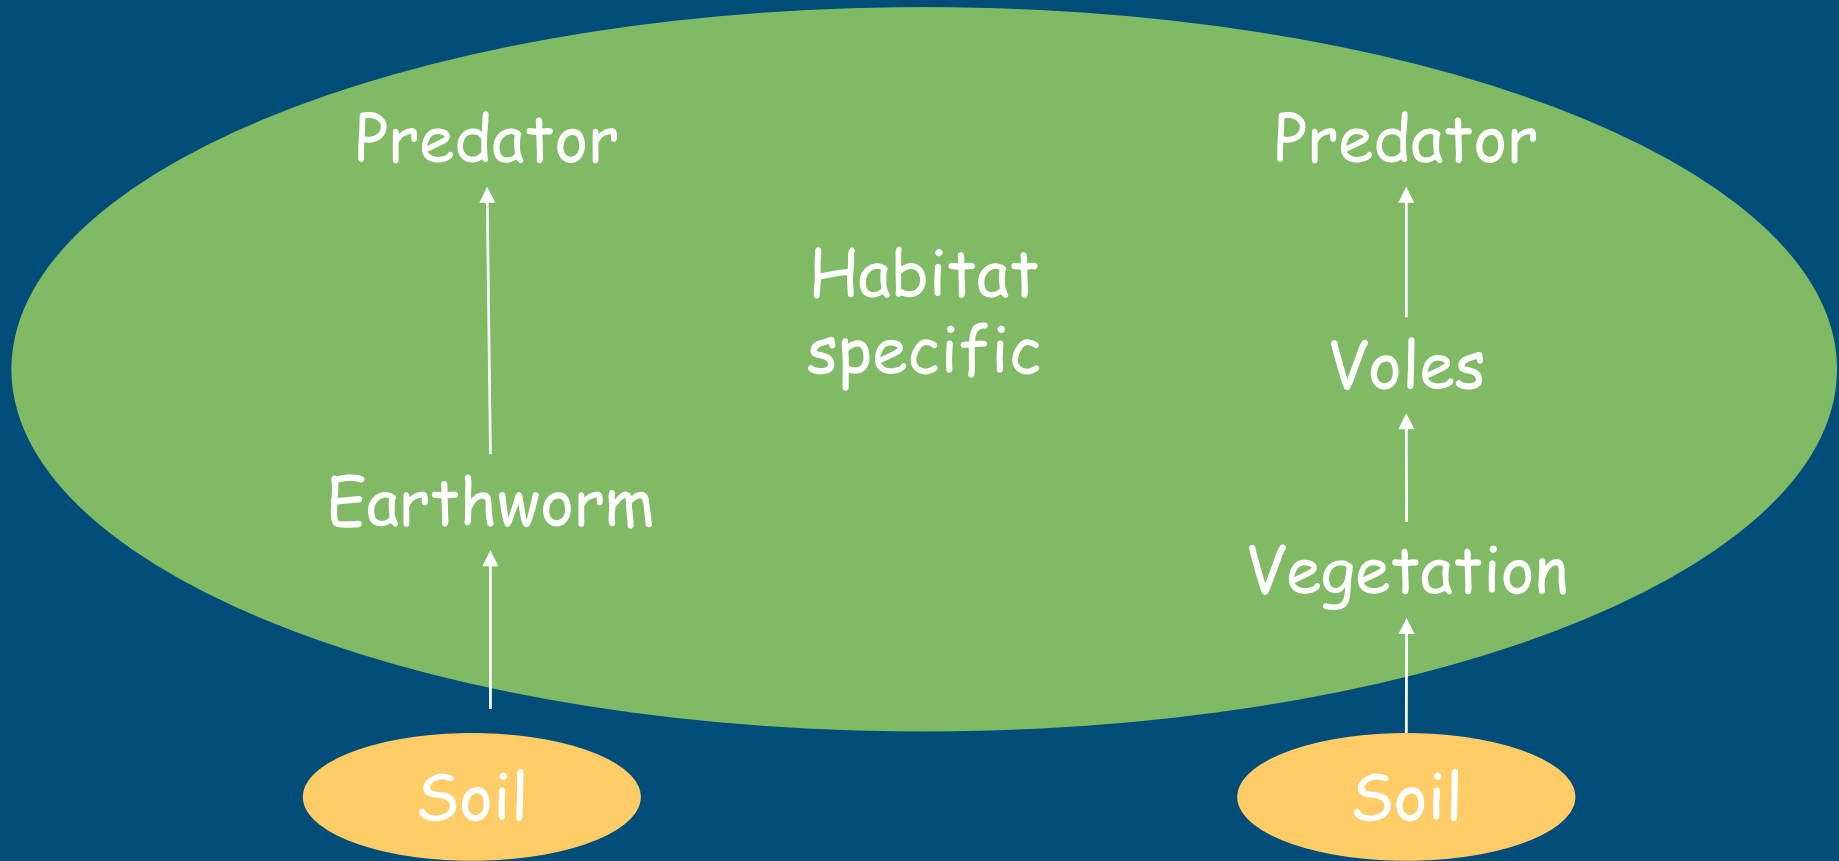 Predator
Predator
Habitat
specific
Voles
Earthworm
Vegetation
Soil
Soil